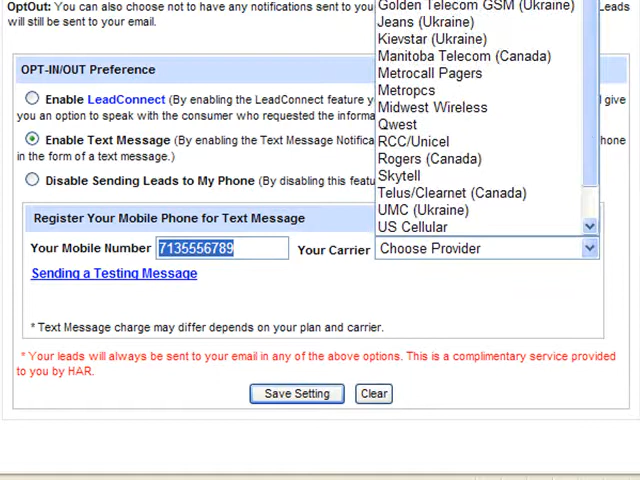 OptOut: You can also choose not to have any notifications sent to you
Leads
will still be sent to your email.
Golden Telecom GSM (Ukraine)
Jeans (Ukraine)
Kievstar (Ukraine)
Manitoba Telecom (Canada)
Metrocall Pagers
Metropcs
Midwest Wireless
Qwest
RCC/Unicel
Rogers (Canada)
Skytell
Telus/Clearnet (Canada)
UMC (Ukraine)
US Cellular
OPT-IN/OUT Preference
Enable LeadConnect (By enabling the LeadConnect feature y
give
you an option to speak with the consumer who requested the informa
Enable Text Message (By enabling the Text Message Notifica
phone
in the form of a text message.)
Disable Sending Leads to My Phone (By disabling this featu
Register Your Mobile Phone for Text Message
Your Mobile Number 7135556789 Your Carrier Choose Provider
Sending a Testing Message
* Text Message charge may differ depends on your plan and carrier.
* Your leads will always be sent to your email in any of the above options. This is a complimentary service provided
to you by HAR.
Save Setting Clear